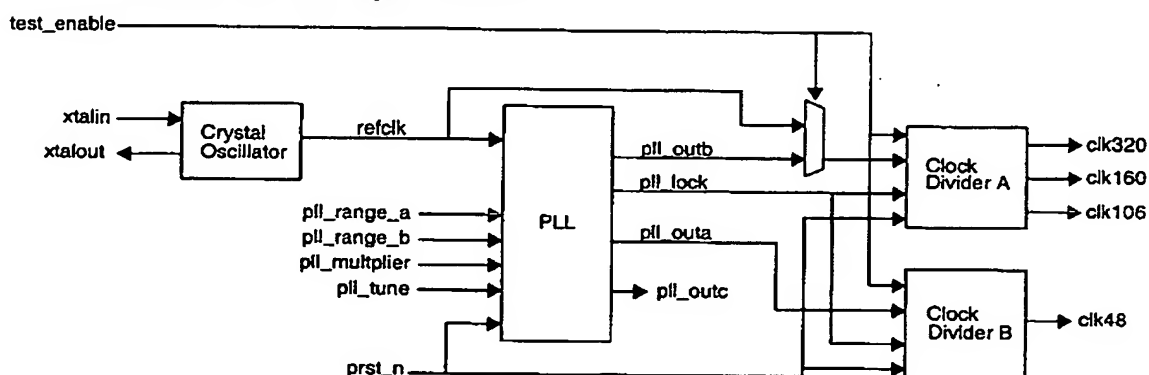 test_enable
xtalin
xtalout
Crystal
Oscillator
refclk
pll_range_a
pll_range_b
pll_multplier
pll_tune
prst_n
PLL
pll_outb
pll_lock
pll_outa
pll_outc
Clock
Divider A
clk320
clk160
clk106
Clock
Divider B
clk48